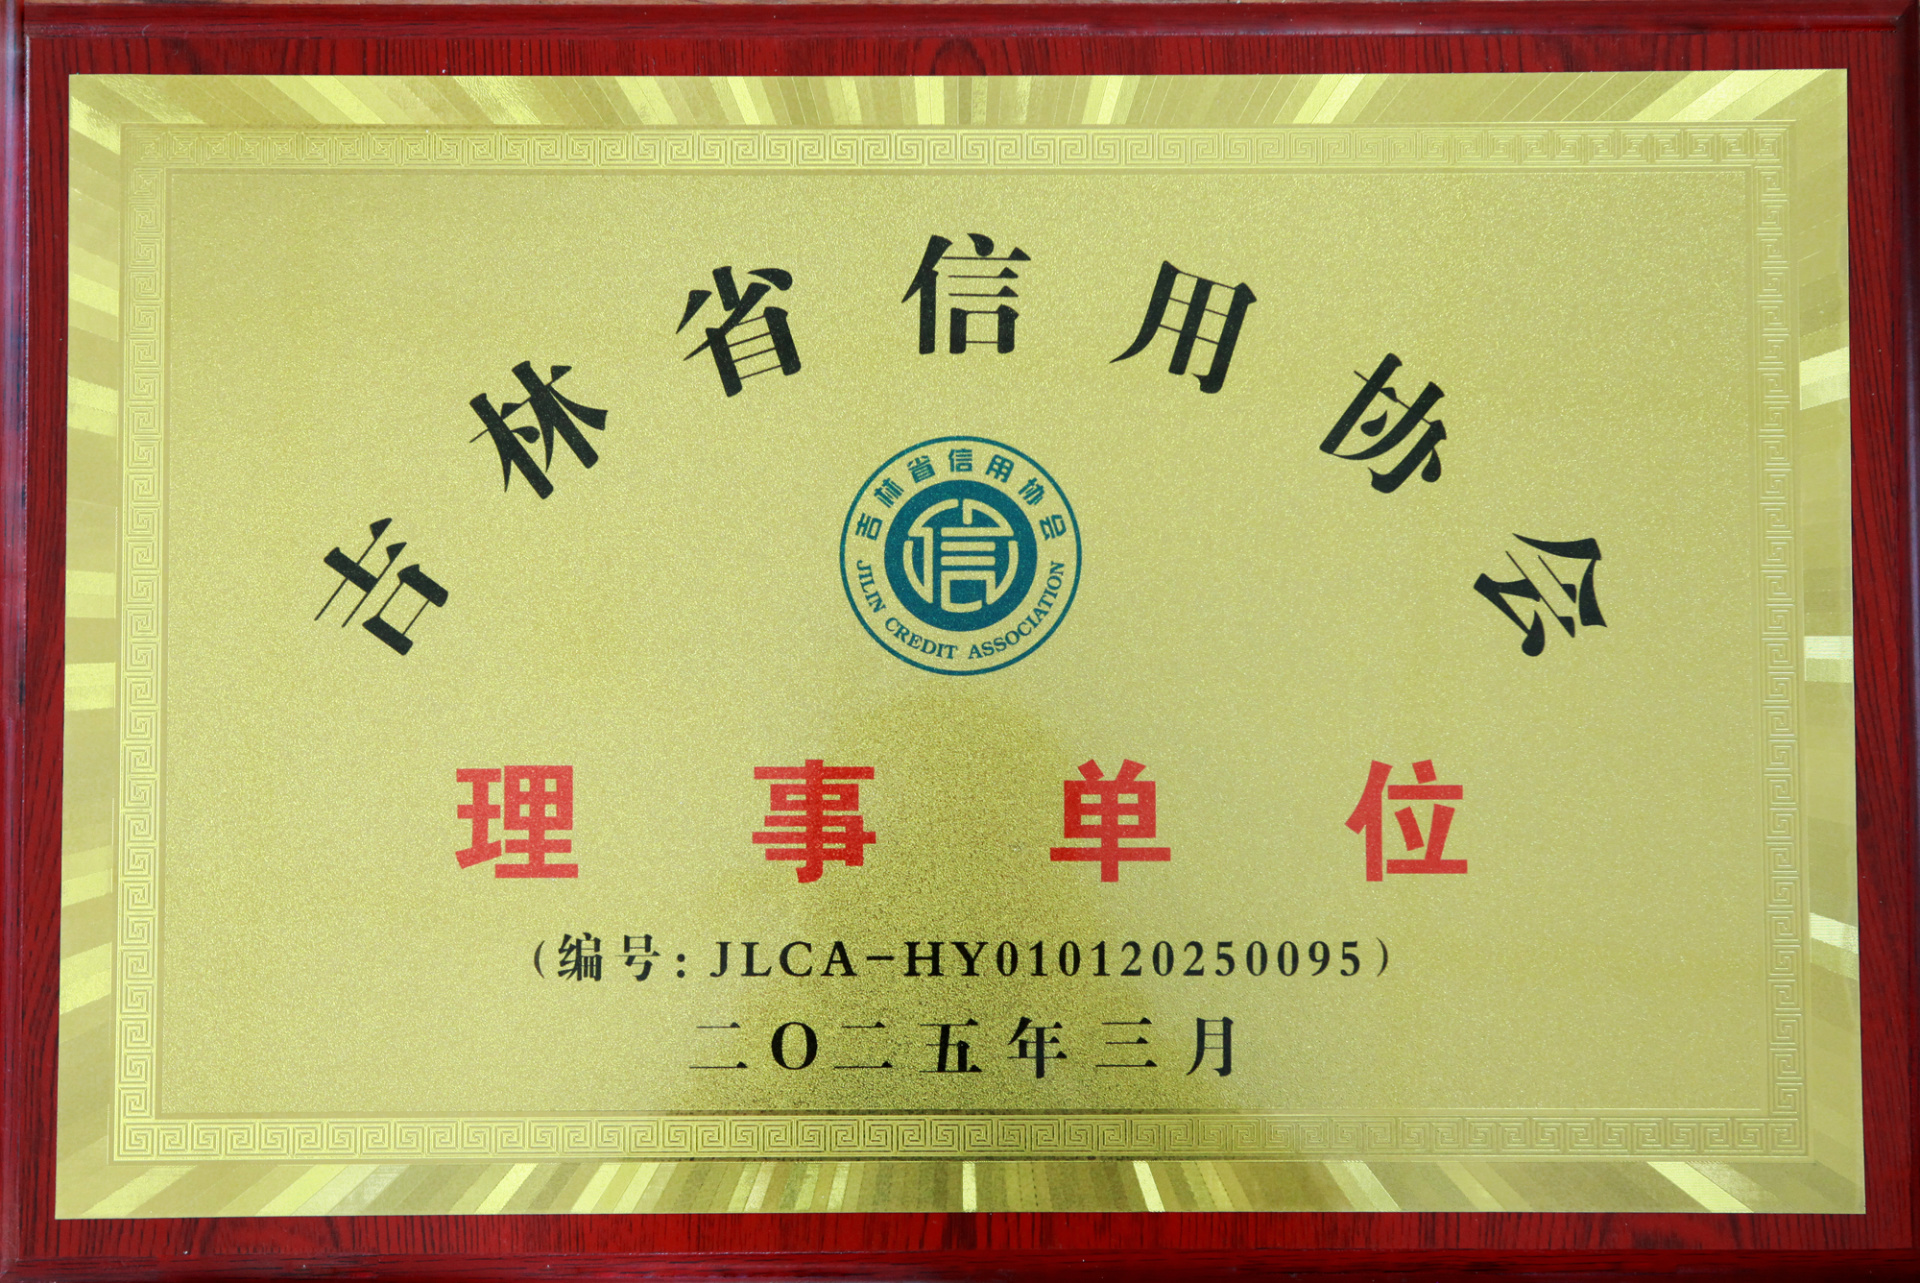 吉林省信用协会
吉林省信用协会
信
JILIN CREDIT ASSOCIATION
理事单位
（编号：JLCA-HY010120250095）
二O二五年三月